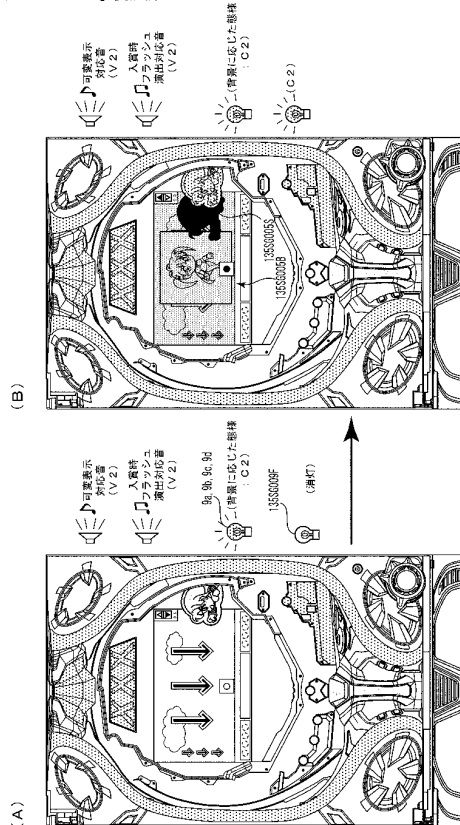 (A)
♪可変表示
対応音
(V2)
入賞時
♫フラッシュ
演出対応音
(V2)
9a, 9b, 9c, 9d
(背景に応じた態様
:C2)
135SG009F
(消灯)
(B)
♪可変表示
対応音
(V2)
入賞時
♫フラッシュ
演出対応音
(V2)
(背景に応じた態様
:C2)
(C2)
135SG005S
135SG005B